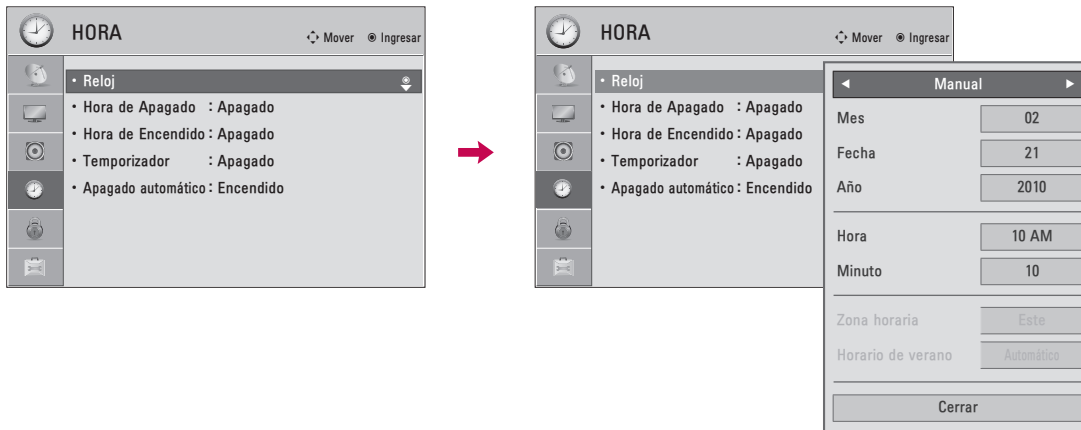 HORA
Mover Ingresar
• Reloj
• Hora de Apagado : Apagado
• Hora de Encendido : Apagado
• Temporizador : Apagado
• Apagado automático : Encendido
HORA
Mover Ingresar
• Reloj
• Hora de Apagado : Apagado
• Hora de Encendido : Apagado
• Temporizador : Apagado
• Apagado automático : Encendido
◄ Manual ►
Mes 02
Fecha 21
Año 2010
Hora 10 AM
Minuto 10
Zona horaria Este
Horario de verano Automático
Cerrar